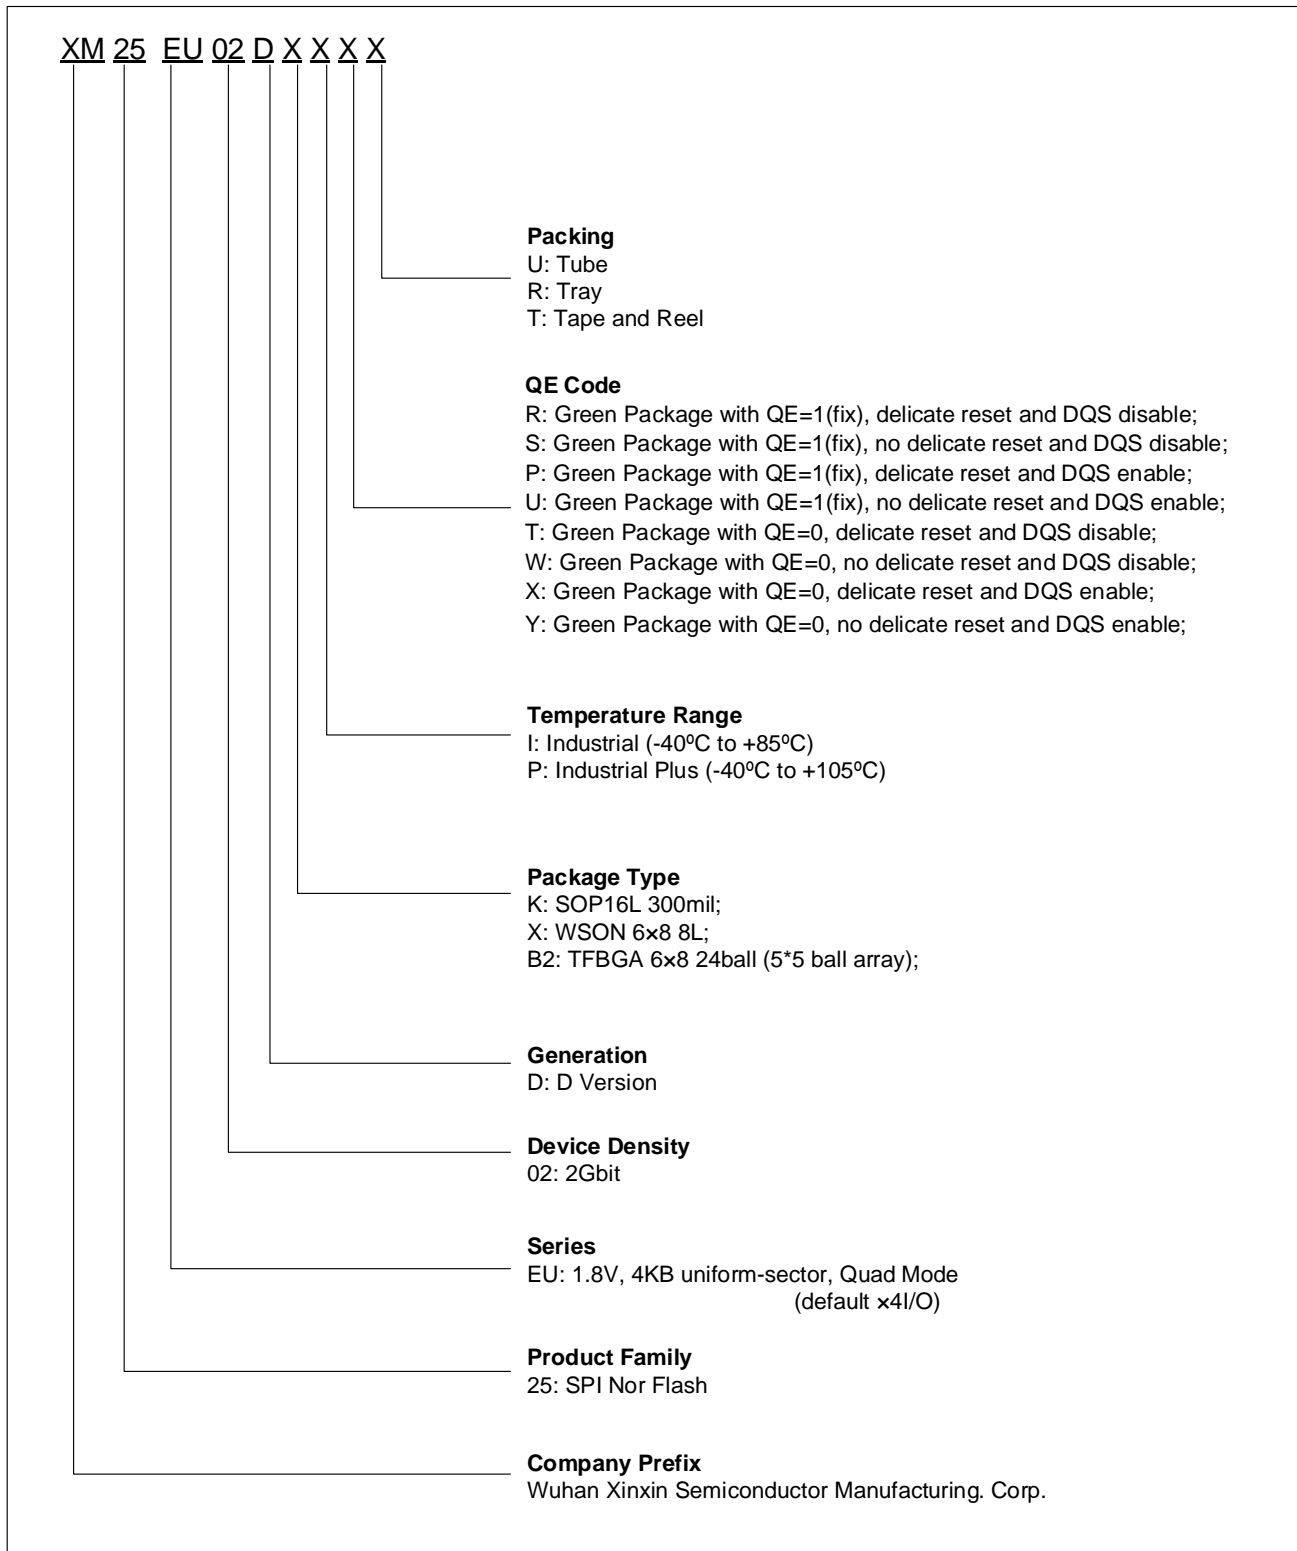 XM 25 EU 02 D X X X X
Packing
U: Tube
R: Tray
T: Tape and Reel
QE Code
R: Green Package with QE=1(fix), delicate reset and DQS disable;
S: Green Package with QE=1(fix), no delicate reset and DQS disable;
P: Green Package with QE=1(fix), delicate reset and DQS enable;
U: Green Package with QE=1(fix), no delicate reset and DQS enable;
T: Green Package with QE=0, delicate reset and DQS disable;
W: Green Package with QE=0, no delicate reset and DQS disable;
X: Green Package with QE=0, delicate reset and DQS enable;
Y: Green Package with QE=0, no delicate reset and DQS enable;
Temperature Range
I: Industrial (-40ºC to +85ºC)
P: Industrial Plus (-40ºC to +105ºC)
Package Type
K: SOP16L 300mil;
X: WSON 6×8 8L;
B2: TFBGA 6×8 24ball (5*5 ball array);
Generation
D: D Version
Device Density
02: 2Gbit
Series
EU: 1.8V, 4KB uniform-sector, Quad Mode
(default ×4I/O)
Product Family
25: SPI Nor Flash
Company Prefix
Wuhan Xinxin Semiconductor Manufacturing. Corp.